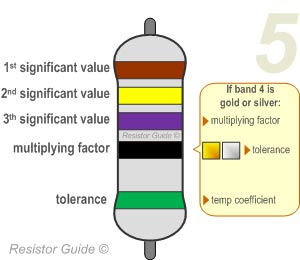 5
1st significant value
2nd significant value
3th significant value
Resistor Guide ©
multiplying factor
tolerance
If band 4 is
gold or silver:
multiplying factor
tolerance
temp coefficient
Resistor Guide ©